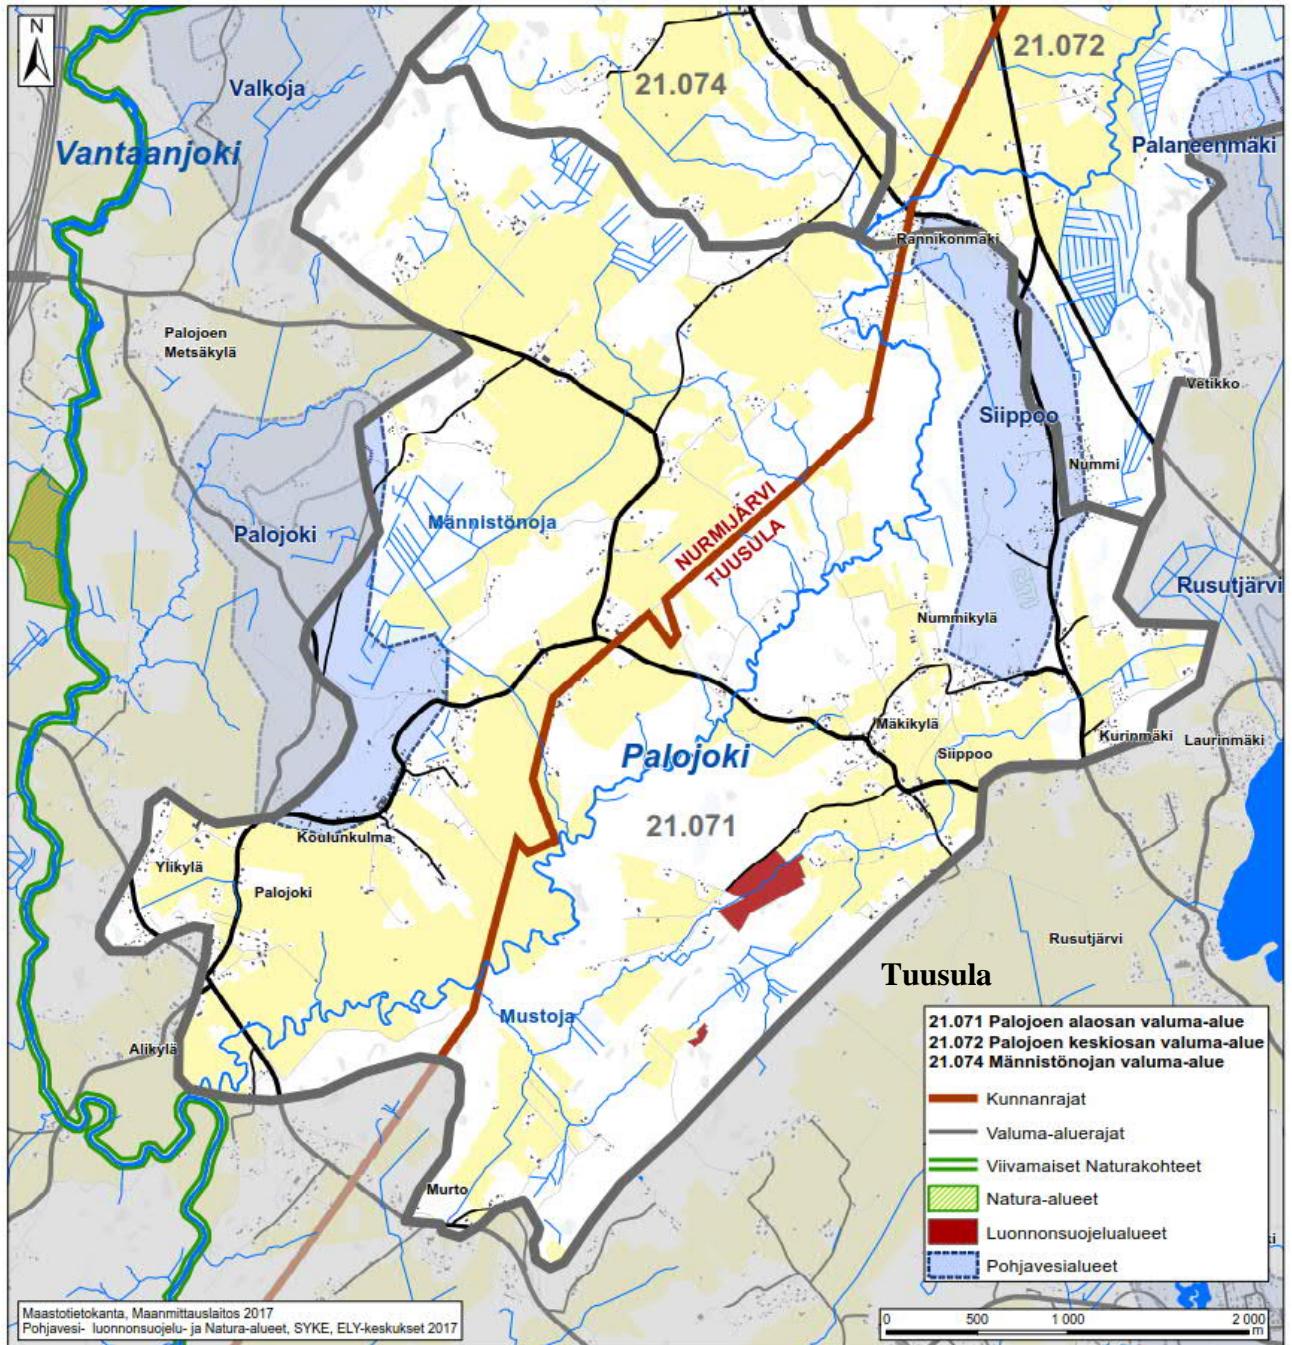 N
21.072
21.074
Valkoja
Vantaanjoki
Palaneenmäki
Rannikonmäki
Palojoen
Metsäkylä
Vetikko
Siippoo
Nummi
Männistönoja
Palojoki
NURMIJÄRVI
TUUSULA
Rusutjärvi
Nummikylä
Mäkikylä
Kurinmäki
Laurinmäki
Siippoo
Palojoki
21.071
Koulunkulma
Ylikylä
Palojoki
Rusutjärvi
Tuusula
Mustoja
Alikylä
Murto
21.071 Palojoen alaosan valuma-alue
21.072 Palojoen keskiosan valuma-alue
21.074 Männistönojan valuma-alue
Kunnanrajat
Valuma-aluerajat
Viivamaiset Naturakohteet
Natura-alueet
Luonnonsuojelualueet
Pohjavesialueet
ki
Maastotietokanta, Maanmittauslaitos 2017
Pohjavesi- luonnonsuojelu- ja Natura-alueet, SYKE, ELY-keskukset 2017
0 500 1 000 2 000
m